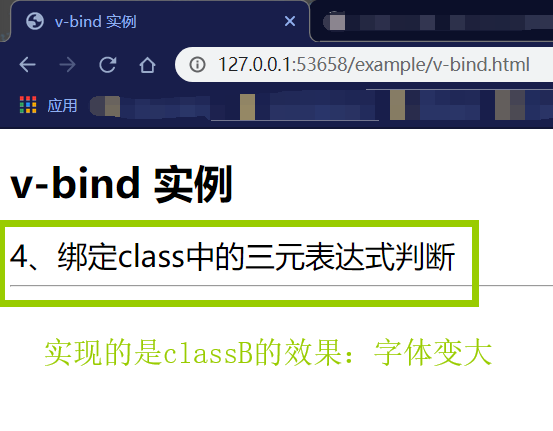 v-bind 实例
127.0.0.1:53658/example/v-bind.html
应用
v-bind 实例
4、绑定class中的三元表达式判断
实现的是classB的效果：字体变大